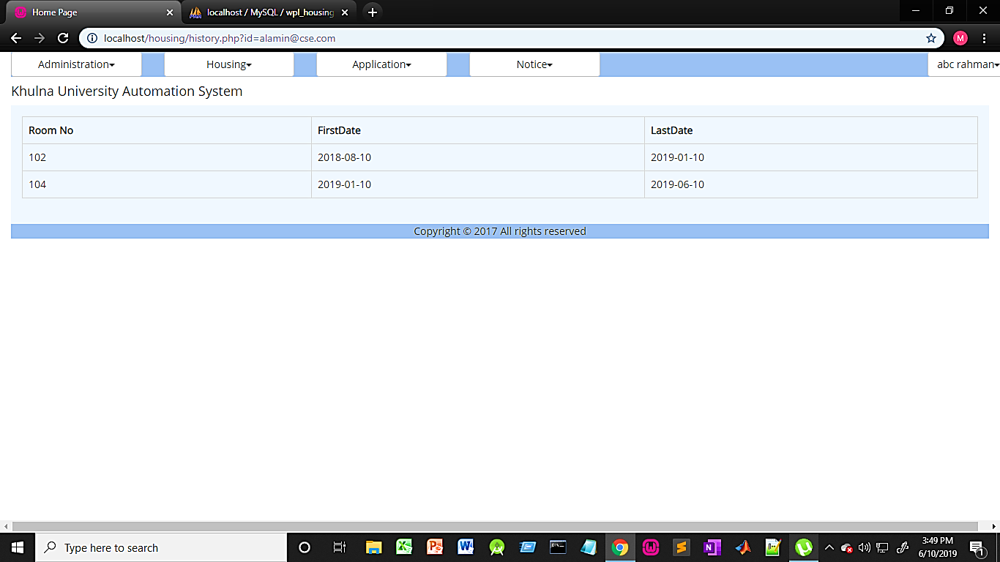 Home Page
localhost / MySQL / wpl_housing
localhost/housing/history.php?id=alamin@cse.com
M
Administration Housing Application Notice abc rahman
Khulna University Automation System
Room No FirstDate LastDate
102 2018-08-10 2019-01-10
104 2019-01-10 2019-06-10
Copyright © 2017 All rights reserved
Type here to search
3:49 PM
6/10/2019
1